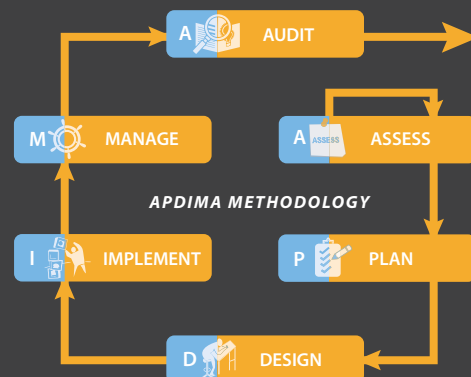 A AUDIT
M MANAGE
A ASSESS ASSESS
APDIMA METHODOLOGY
I IMPLEMENT
P PLAN
D DESIGN